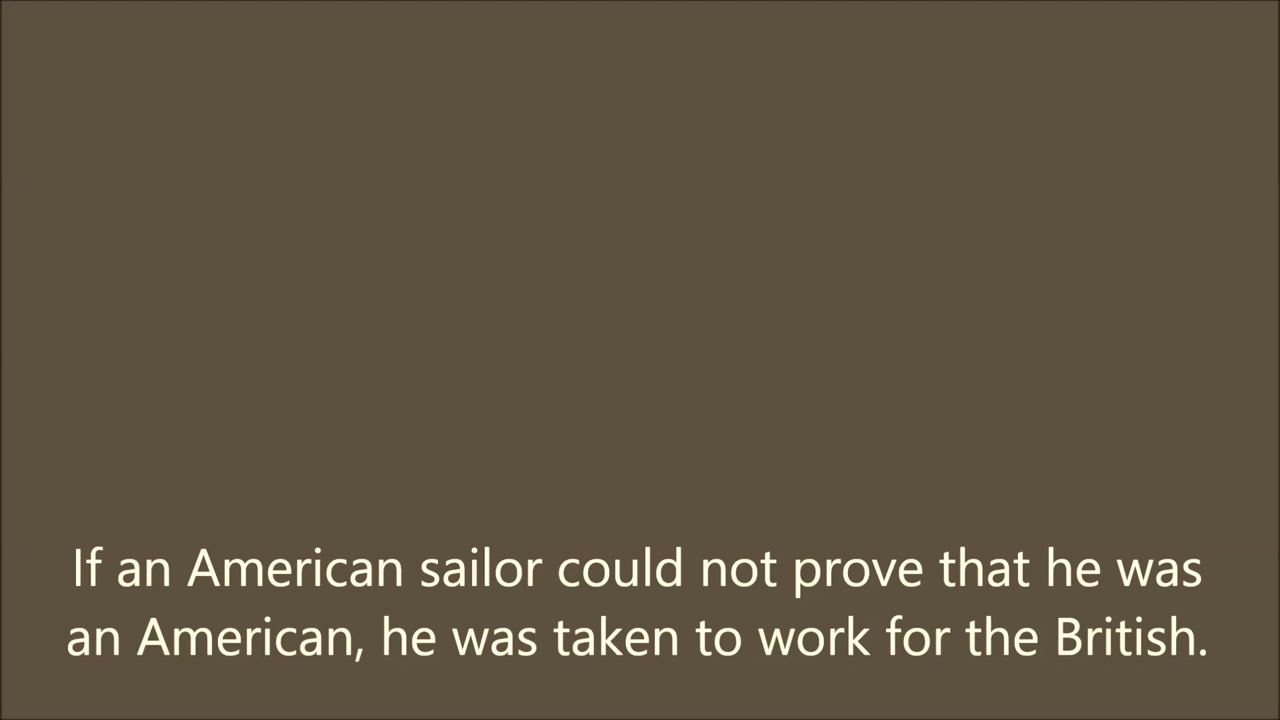 If an American sailor could not prove that he was
an American, he was taken to work for the British.